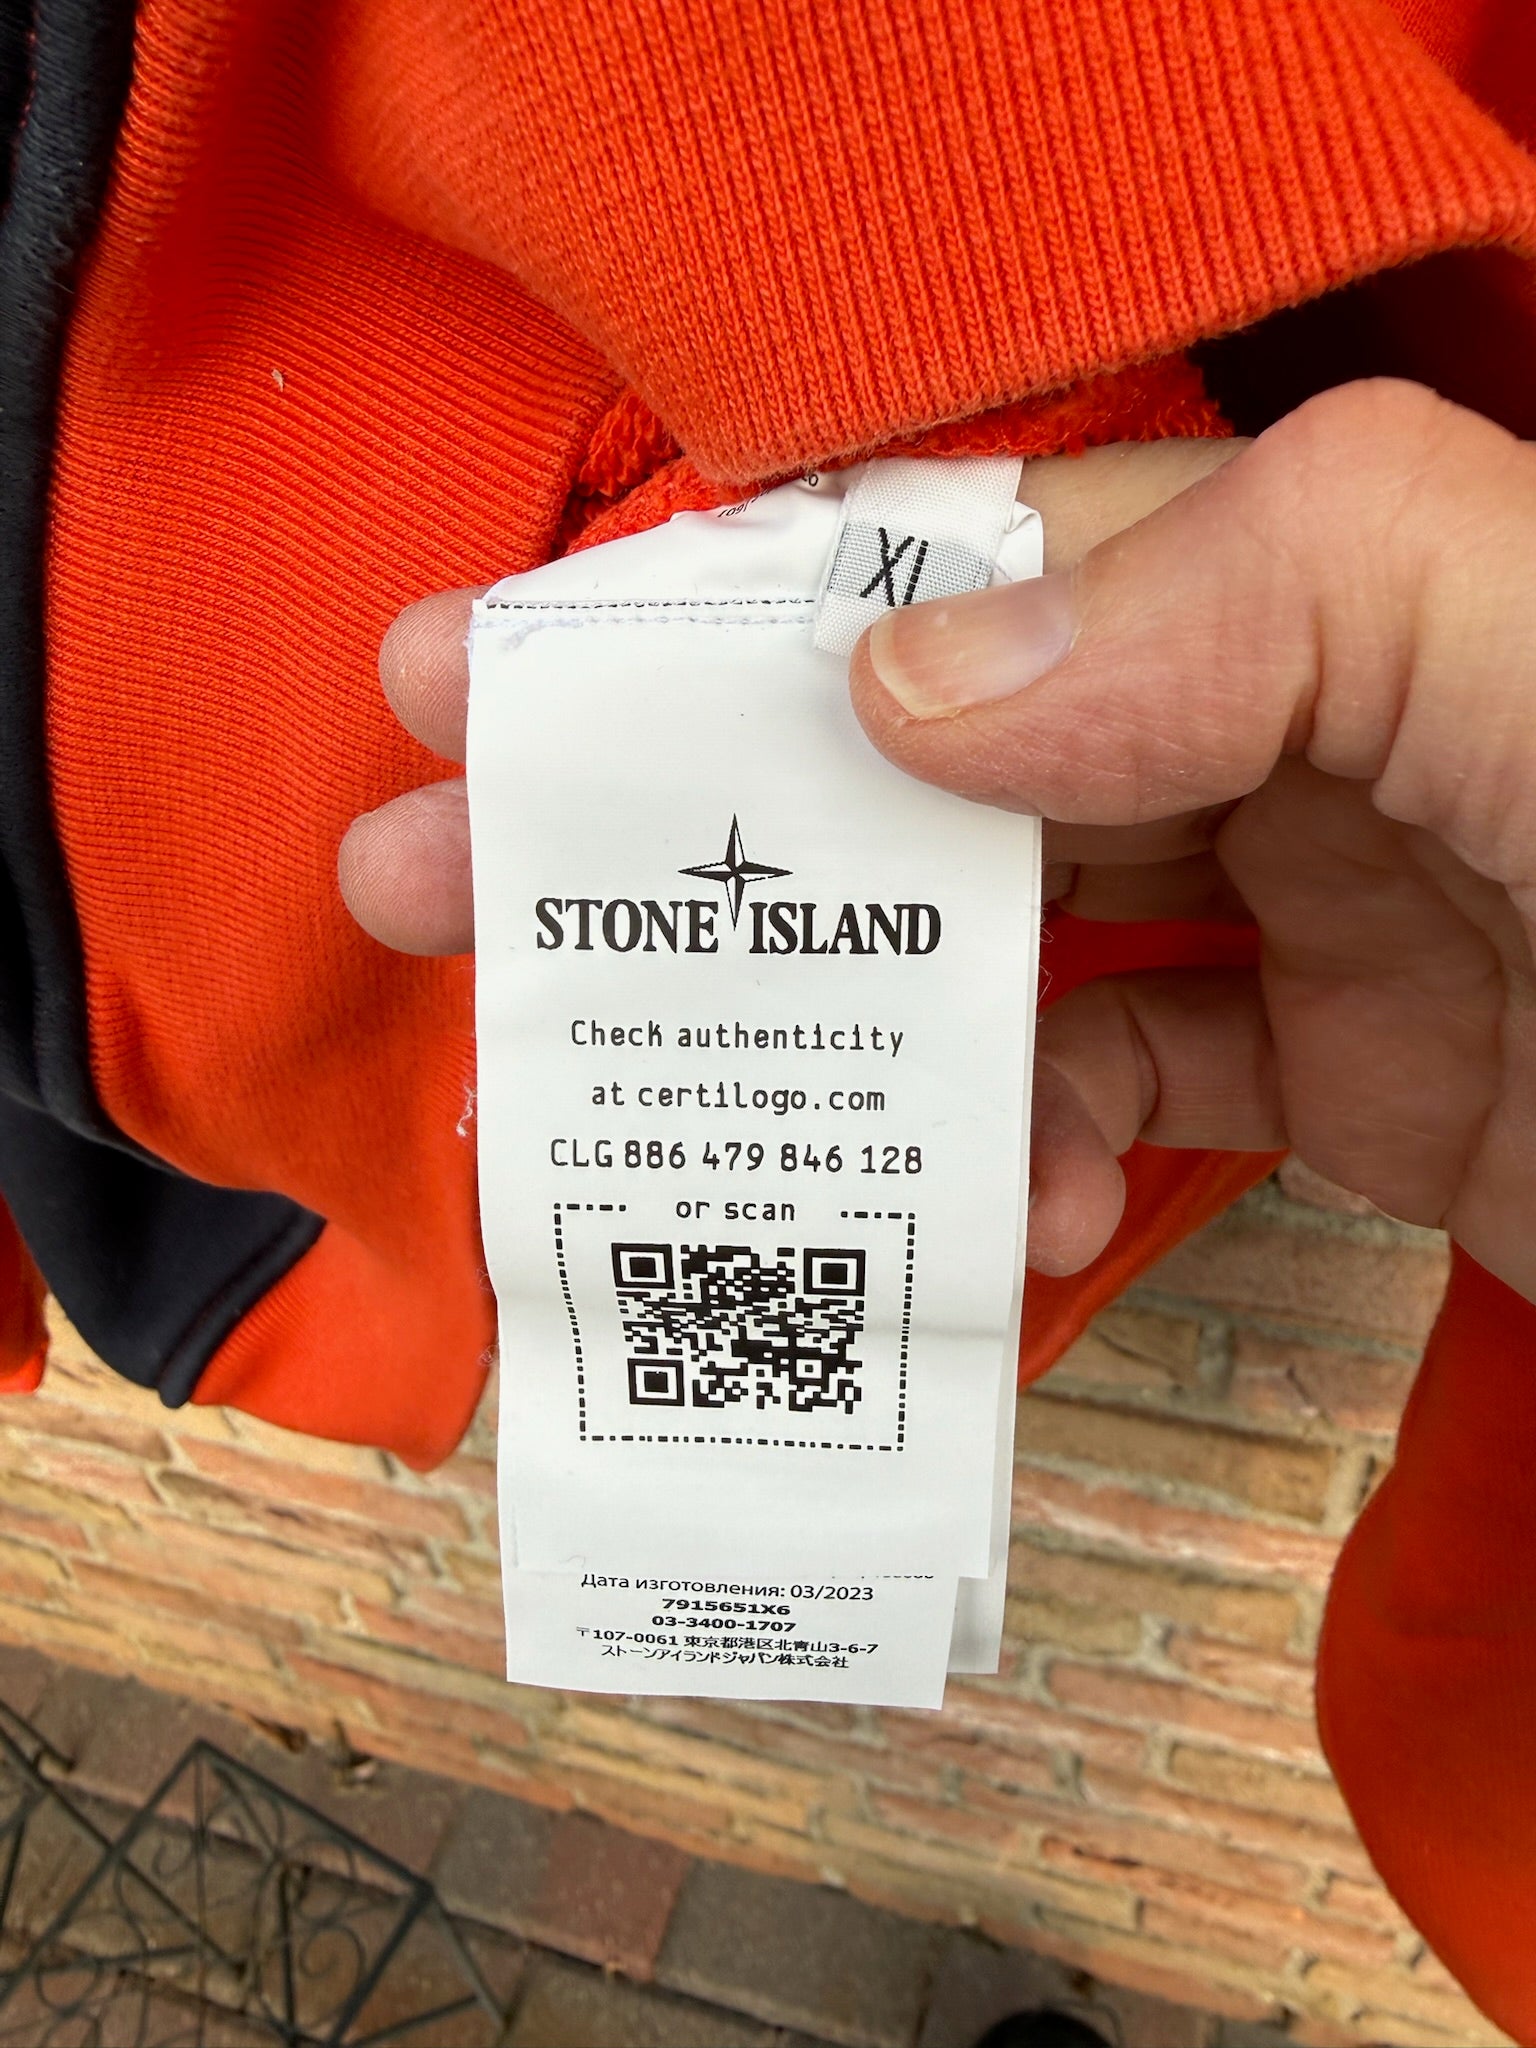 XL
STONE ISLAND
Check authenticity
at certilogo.com
CLG 886 479 846 128
or scan
Дата изготовления: 03/2023
7915651X6
03-3400-1707
〒107-0061 東京都港区北青山3-6-7
ストーンアイランドジャパン株式会社